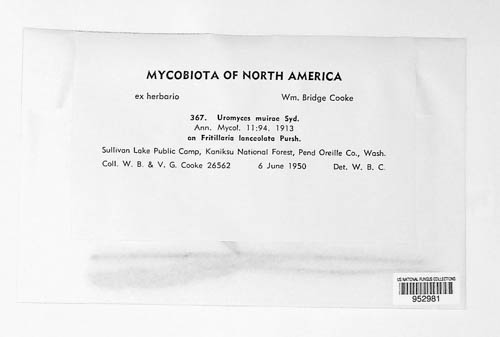 MYCOBIOTA OF NORTH AMERICA
ex herbario Wm. Bridge Cooke
367. Uromyces muirae Syd.
Ann. Mycol. 11:94. 1913
on Fritillaria lanceolata Pursh.
Sullivan Lake Public Camp, Kaniksu National Forest, Pend Oreille Co., Wash.
Coll. W. B. & V. G. Cooke 26562 6 June 1950 Det. W. B. C.
US NATIONAL FUNGUS COLLECTIONS
952981